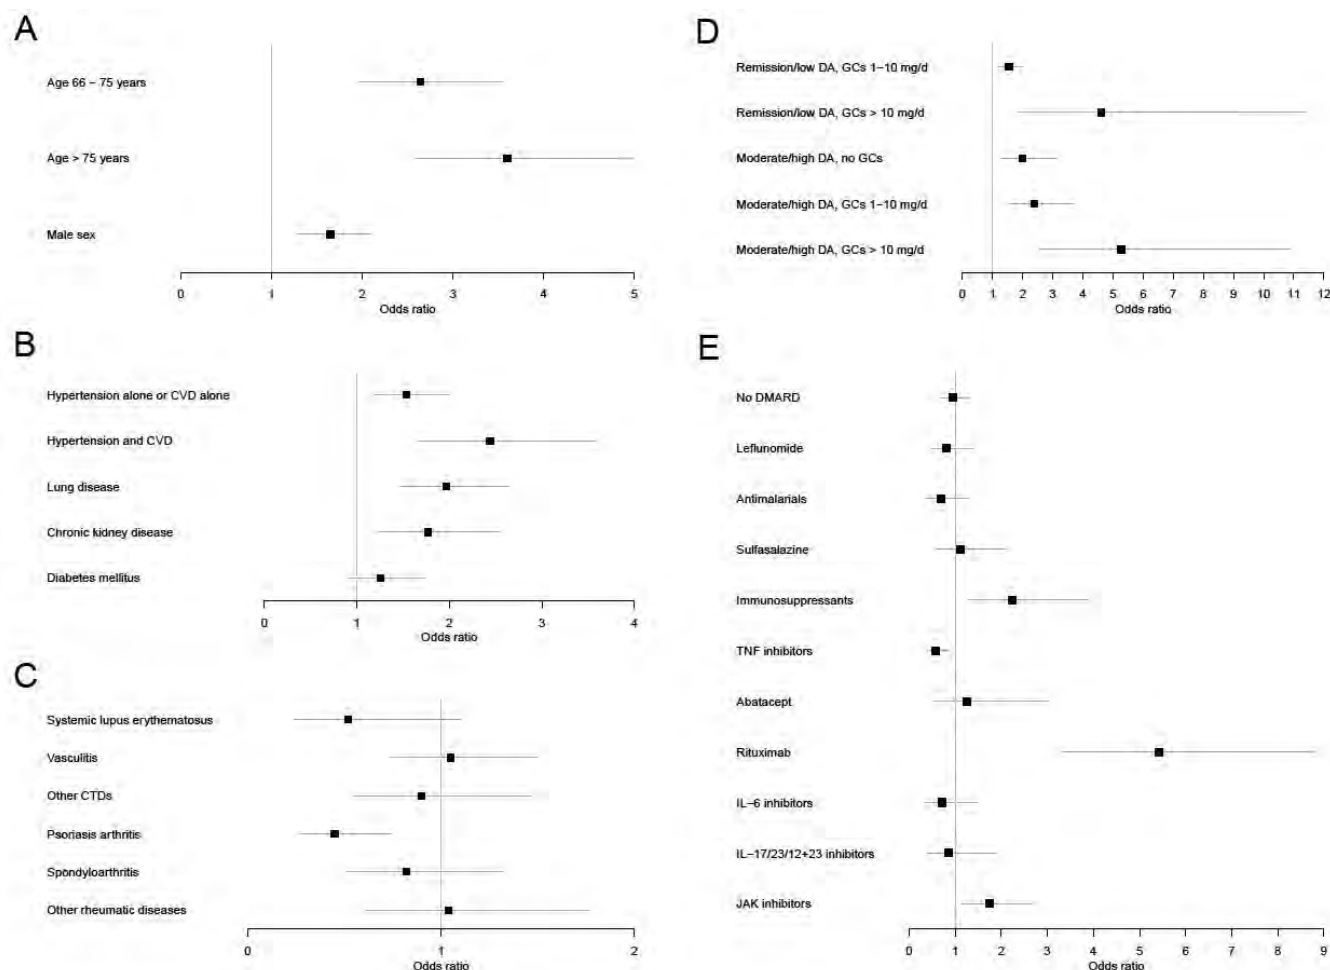 A
Age 66 – 75 years
Age > 75 years
Male sex
0 1 2 3 4 5
Odds ratio
B
Hypertension alone or CVD alone
Hypertension and CVD
Lung disease
Chronic kidney disease
Diabetes mellitus
0 1 2 3 4
Odds ratio
C
Systemic lupus erythematosus
Vasculitis
Other CTDs
Psoriasis arthritis
Spondyloarthritis
Other rheumatic diseases
0 1 2
Odds ratio
D
Remission/low DA, GCs 1–10 mg/d
Remission/low DA, GCs > 10 mg/d
Moderate/high DA, no GCs
Moderate/high DA, GCs 1–10 mg/d
Moderate/high DA, GCs > 10 mg/d
0 1 2 3 4 5 6 7 8 9 10 11 12
Odds ratio
E
No DMARD
Leflunomide
Antimalarials
Sulfasalazine
Immunosuppressants
TNF inhibitors
Abatacept
Rituximab
IL–6 inhibitors
IL–17/23/12+23 inhibitors
JAK inhibitors
0 1 2 3 4 5 6 7 8 9
Odds ratio